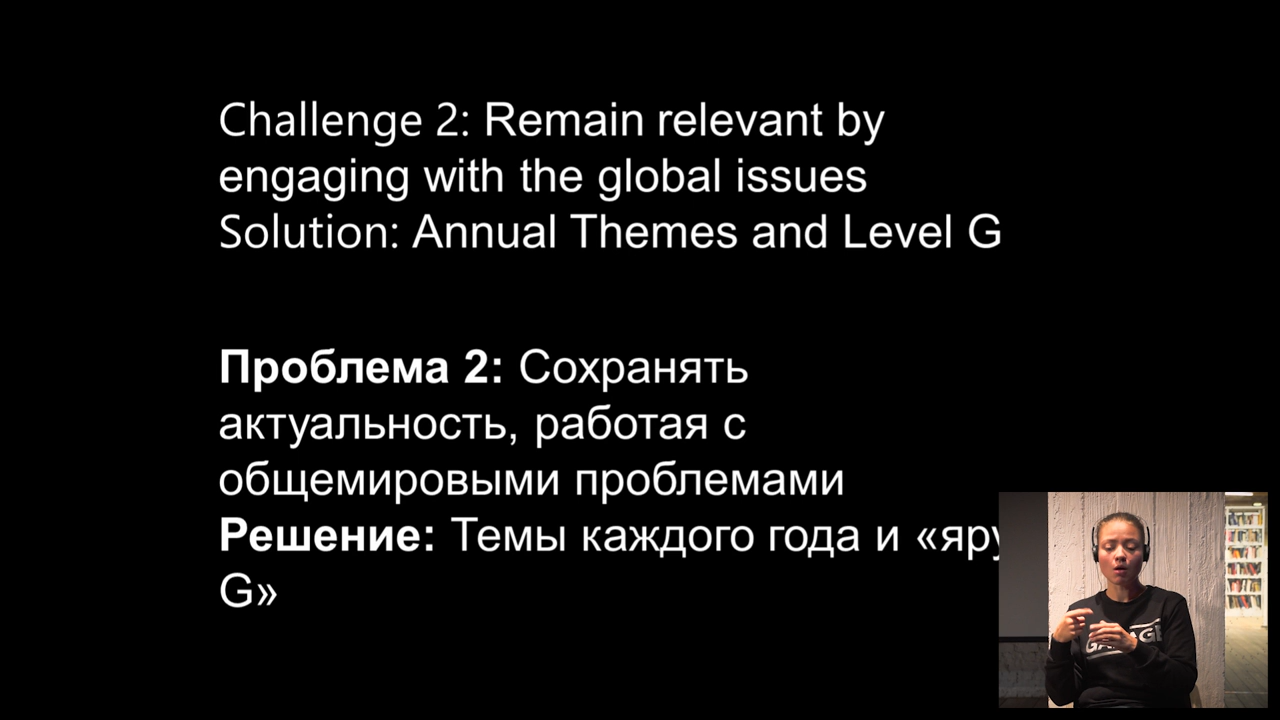 Challenge 2: Remain relevant by
engaging with the global issues
Solution: Annual Themes and Level G
Проблема 2: Сохранять
актуальность, работая с
общемировыми проблемами
Решение: Темы каждого года и
G»